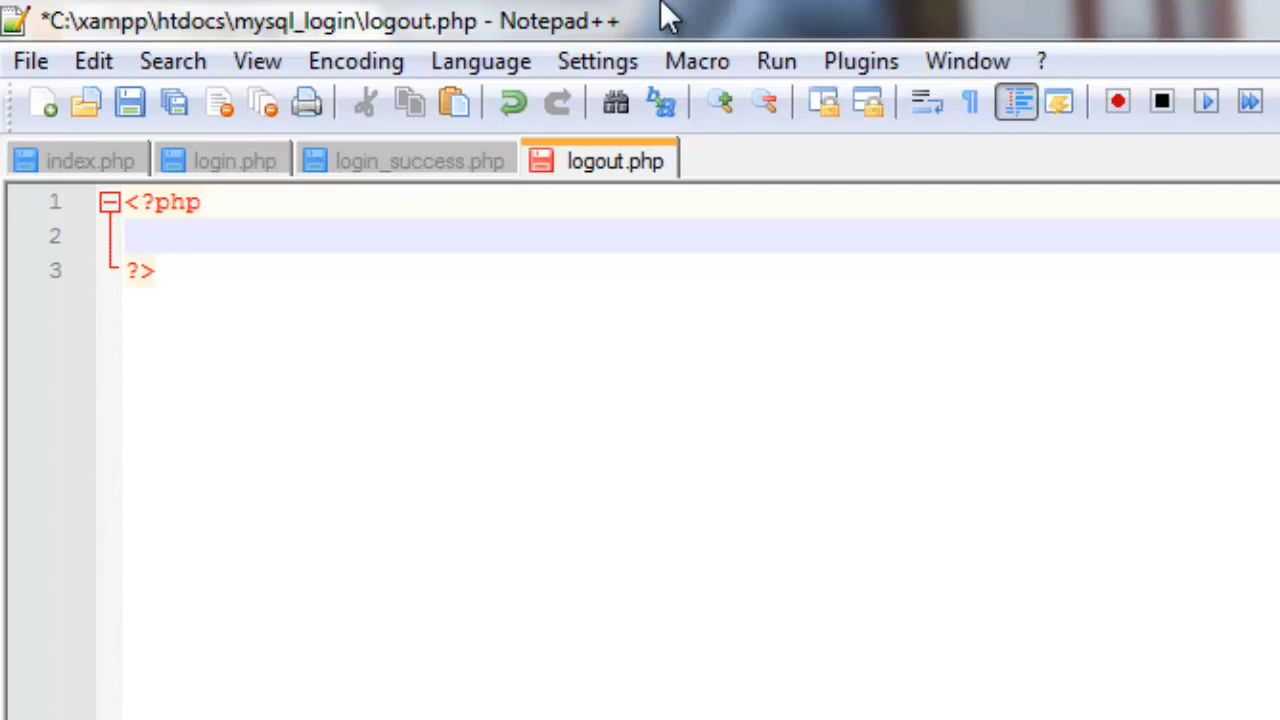 *C:\xampp\htdocs\mysql_login\logout.php - Notepad++
File Edit Search View Encoding Language Settings Macro Run Plugins Window ?
index.php login.php login_success.php logout.php
1 <?php
2
3 ?>